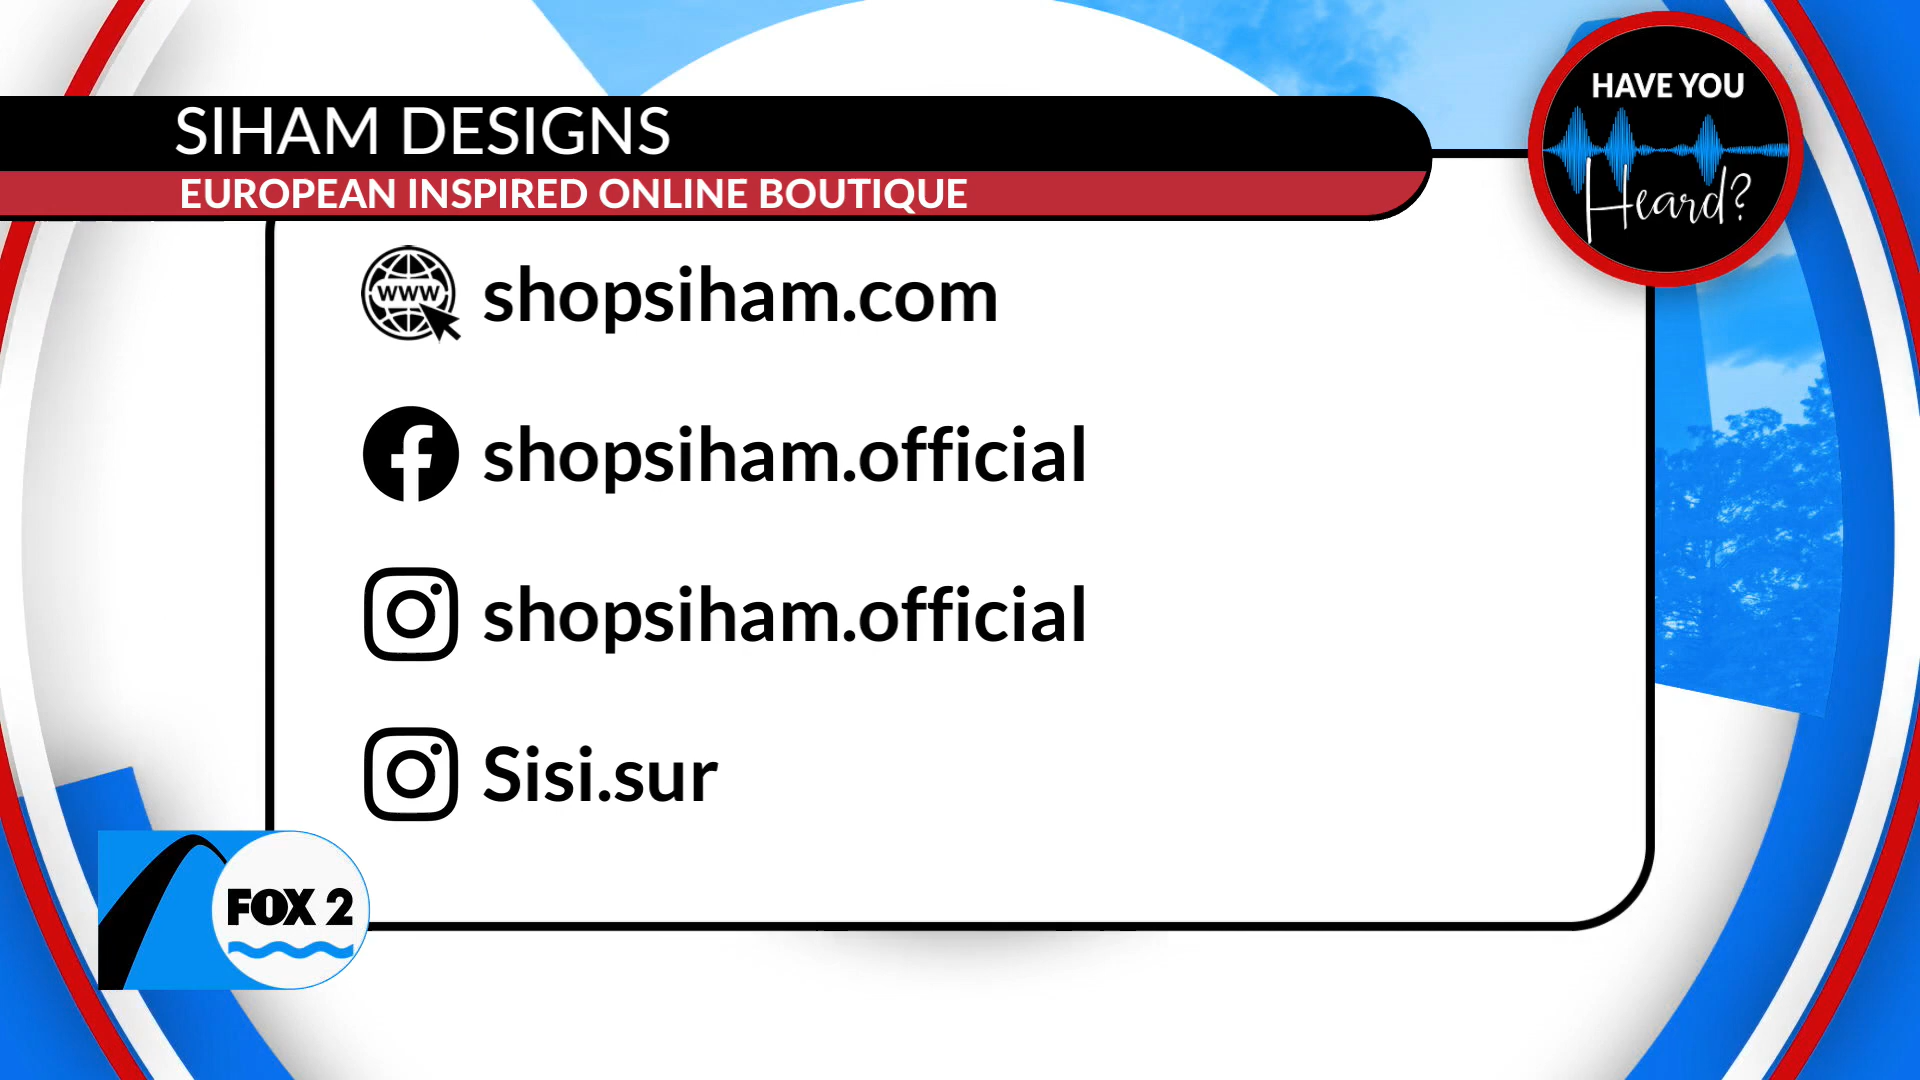 HAVE YOU
Heard?
SIHAM DESIGNS
EUROPEAN INSPIRED ONLINE BOUTIQUE
www
shopsiham.com
shopsiham.official
shopsiham.official
Sisi.sur
FOX 2